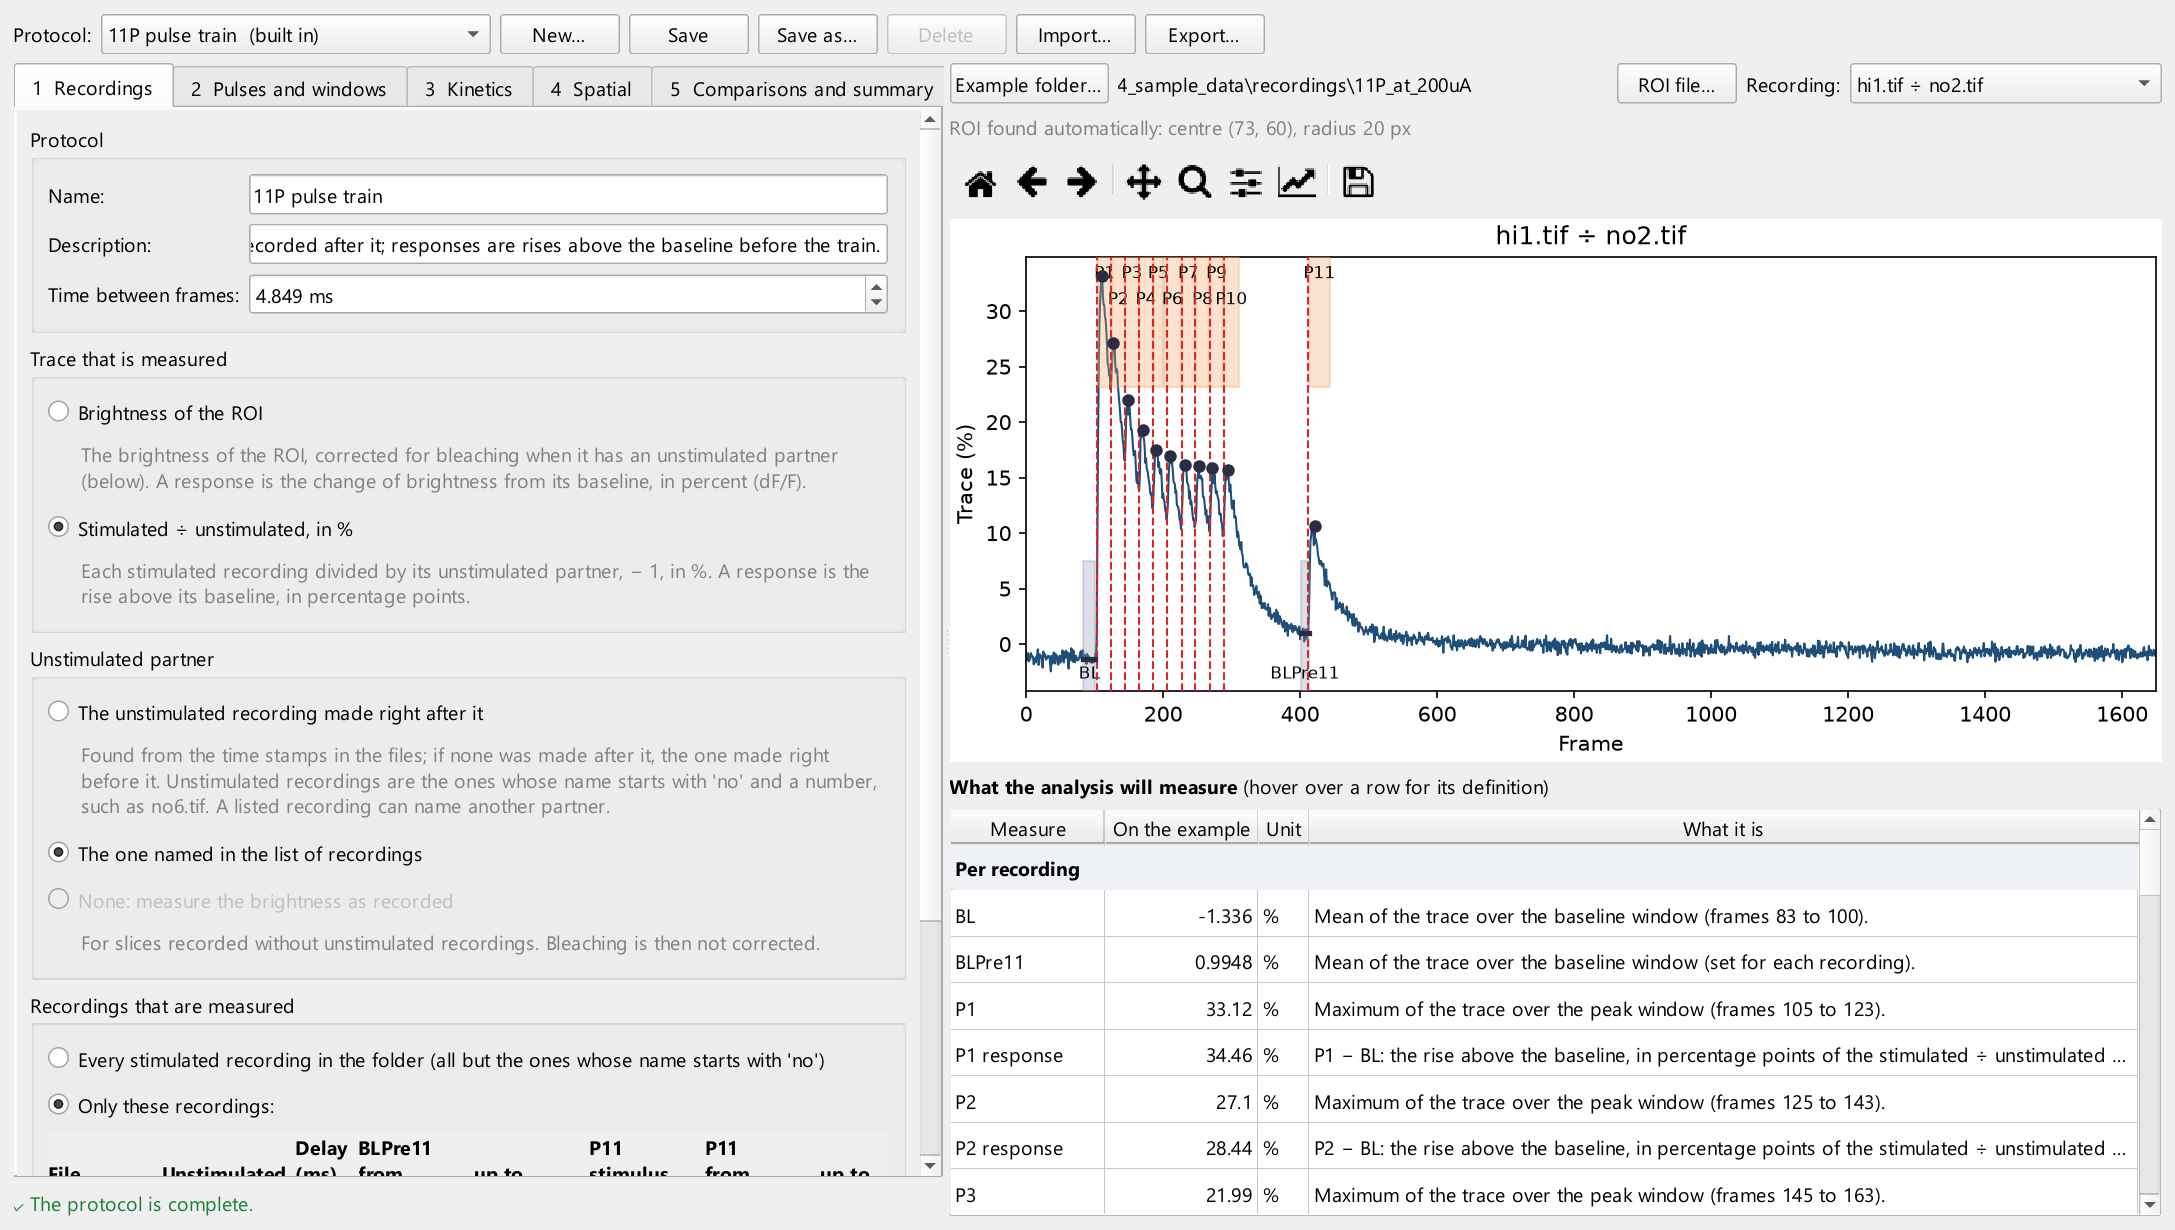 Protocol: 11P pulse train (built in) New... Save Save as... Delete Import... Export...
1 Recordings 2 Pulses and windows 3 Kinetics 4 Spatial 5 Comparisons and summary
Protocol
Name: 11P pulse train
Description: ecorded after it; responses are rises above the baseline before the train.
Time between frames: 4.849 ms
Trace that is measured
Brightness of the ROI
The brightness of the ROI, corrected for bleaching when it has an unstimulated partner
(below). A response is the change of brightness from its baseline, in percent (dF/F).
Stimulated ÷ unstimulated, in %
Each stimulated recording divided by its unstimulated partner, − 1, in %. A response is the
rise above its baseline, in percentage points.
Unstimulated partner
The unstimulated recording made right after it
Found from the time stamps in the files; if none was made after it, the one made right
before it. Unstimulated recordings are the ones whose name starts with 'no' and a number,
such as no6.tif. A listed recording can name another partner.
The one named in the list of recordings
None: measure the brightness as recorded
For slices recorded without unstimulated recordings. Bleaching is then not corrected.
Recordings that are measured
Every stimulated recording in the folder (all but the ones whose name starts with 'no')
Only these recordings:
Delay BLPre11 P11 P11
File Unstimulated (ms) from up to stimulus from up to
✓ The protocol is complete.
Example folder... 4_sample_data\recordings\11P_at_200uA ROI file... Recording: hi1.tif ÷ no2.tif
ROI found automatically: centre (73, 60), radius 20 px
hi1.tif ÷ no2.tif
P1 P3 P5 P7 P9 P11
P2 P4 P6 P8 P10
30
25
20
15
10
5
0
Trace (%)
BL BLPre11
0 200 400 600 800 1000 1200 1400 1600
Frame
What the analysis will measure (hover over a row for its definition)
Measure On the example Unit What it is
Per recording
BL -1.336 % Mean of the trace over the baseline window (frames 83 to 100).
BLPre11 0.9948 % Mean of the trace over the baseline window (set for each recording).
P1 33.12 % Maximum of the trace over the peak window (frames 105 to 123).
P1 response 34.46 % P1 − BL: the rise above the baseline, in percentage points of the stimulated ÷ unstimulated ...
P2 27.1 % Maximum of the trace over the peak window (frames 125 to 143).
P2 response 28.44 % P2 − BL: the rise above the baseline, in percentage points of the stimulated ÷ unstimulated ...
P3 21.99 % Maximum of the trace over the peak window (frames 145 to 163).